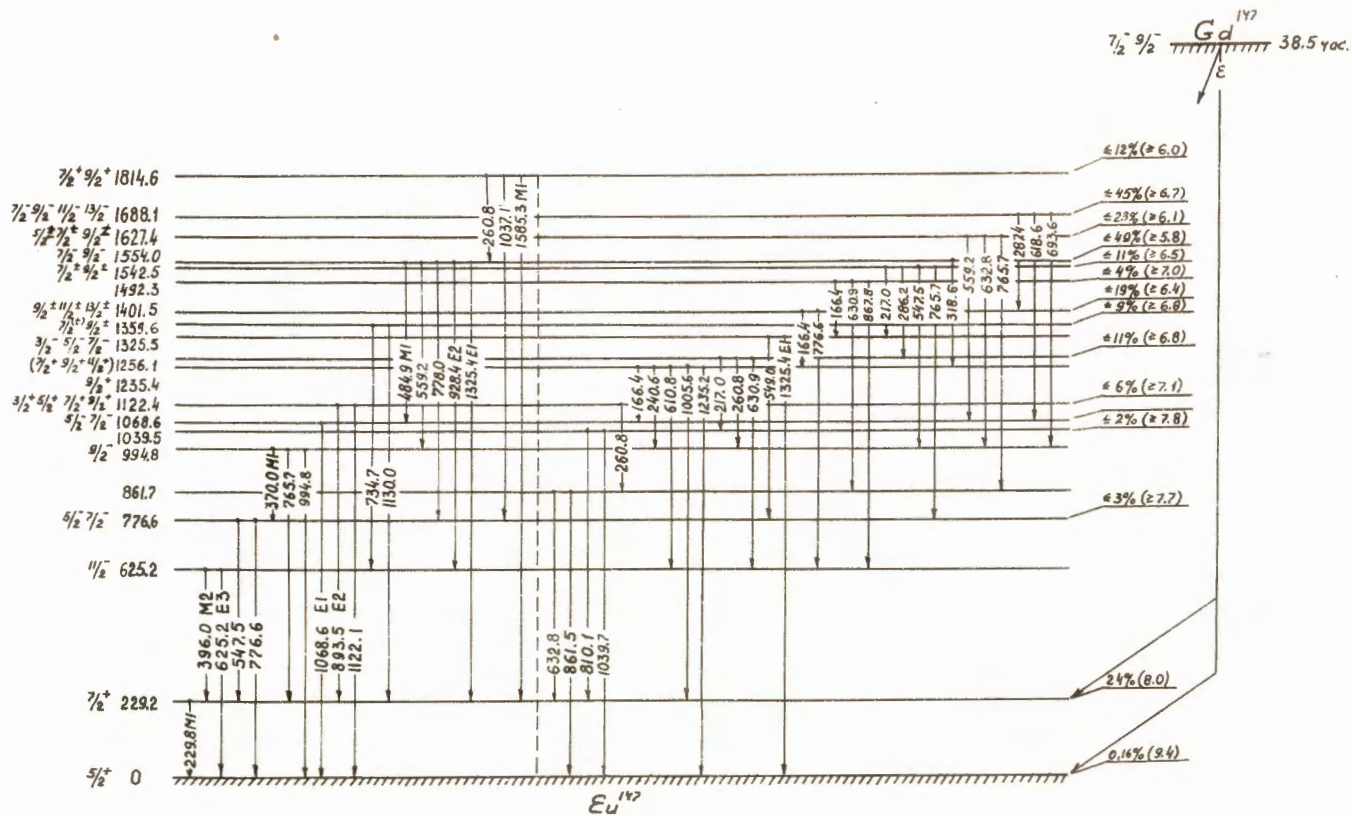 Gd¹⁴⁷
7/2⁻ 9/2⁻ 38.5 час.
ε
7/2⁺ 9/2⁺ 1814.6
7/2⁻ 9/2⁻ 11/2⁻ 13/2⁻ 1688.1
5/2± 7/2± 9/2± 1627.4
7/2⁻ 9/2⁻ 1554.0
7/2± 9/2± 1542.5
1492.3
9/2± 11/2± 13/2± 1401.5
7/2(±) 9/2± 1359.6
3/2⁻ 5/2⁻ 7/2⁻ 1325.5
(7/2⁺ 9/2⁺ 11/2⁺) 1256.1
9/2⁺ 1235.4
3/2⁺ 5/2⁺ 7/2⁺ 9/2⁺ 1122.4
5/2⁻ 7/2⁻ 1068.6
1039.5
9/2⁻ 994.8
861.7
5/2⁻ 7/2⁻ 776.6
11/2⁻ 625.2
7/2⁺ 229.2
5/2⁺ 0
≤12% (≥6.0)
≤45% (≥6.7)
≤23% (≥6.1)
≤40% (≥5.8)
≤11% (≥6.5)
≤4% (≥7.0)
≤19% (≥6.4)
≤9% (≥6.8)
≤11% (≥6.8)
≤6% (≥7.1)
≤2% (≥7.8)
≤3% (≥7.7)
24% (8.0)
0,16% (9.4)
260.8
1037.1
1585.3 M1
287.4
618.6
693.6
559.2
632.8
765.7
166.4
630.9
867.8
217.0
286.2
547.5
765.7
318.6
166.4
776.6
484.9 M1
559.2
778.0
928.4 E2
1325.4 E1
734.7
1130.0
549.0
1325.4 E1
166.4
240.6
610.8
1005.6
1235.2
217.0
260.8
630.9
260.8
370.0 M1
765.7
994.8
396.0 M2
625.2 E3
547.5
776.6
1068.6 E1
893.5 E2
1122.1
632.8
861.5
810.1
1039.7
229.8 M1
Eu¹⁴⁷